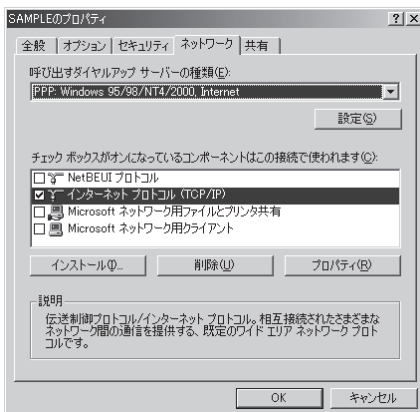 SAMPLEのプロパティ
全般 オプション セキュリティ ネットワーク 共有
呼び出すダイヤルアップ サーバーの種類(E):
PPP: Windows 95/98/NT4/2000, Internet
設定(S)
チェック ボックスがオンになっているコンポーネントはこの接続で使われます(C):
NetBEUI プロトコル
インターネット プロトコル (TCP/IP)
Microsoft ネットワーク用ファイルとプリンタ共有
Microsoft ネットワーク用クライアント
インストール(I)...
削除(U)
プロパティ(R)
説明
伝送制御プロトコル/インターネット プロトコル。相互接続されたさまざまな
ネットワーク間の通信を提供する、既定のワイド エリア ネットワーク プロト
コルです。
OK
キャンセル